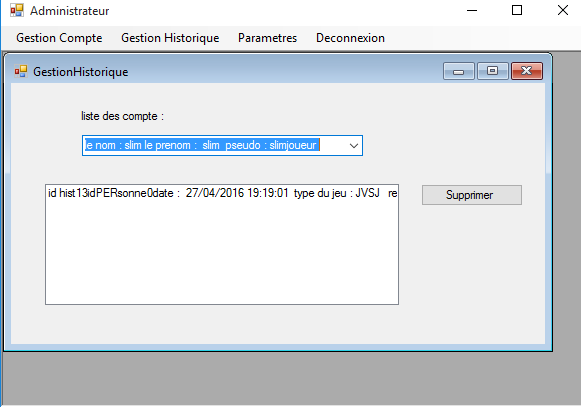 Administrateur
Gestion Compte Gestion Historique Parametres Deconnexion
GestionHistorique
liste des compte :
le nom : slim le prenom : slim pseudo : slimjoueur
id hist13idPERsonne0date : 27/04/2016 19:19:01 type du jeu : JVSJ re
Supprimer